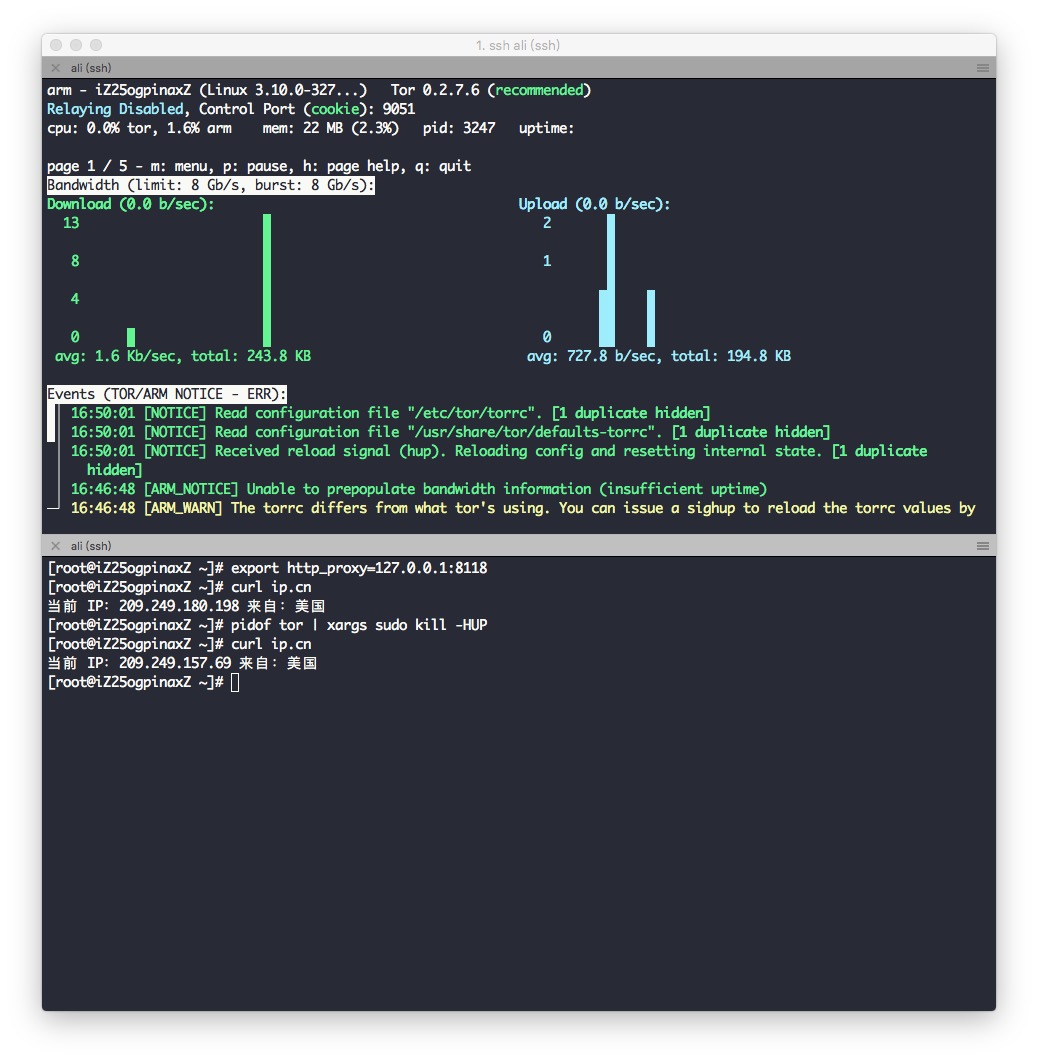 1. ssh ali (ssh)
ali (ssh)
arm - iZ25ogpinaxZ (Linux 3.10.0-327...)   Tor 0.2.7.6 (recommended)
Relaying Disabled, Control Port (cookie): 9051
cpu: 0.0% tor, 1.6% arm    mem: 22 MB (2.3%)   pid: 3247   uptime:
page 1 / 5 - m: menu, p: pause, h: page help, q: quit
Bandwidth (limit: 8 Gb/s, burst: 8 Gb/s):
Download (0.0 b/sec):   Upload (0.0 b/sec):
13   2
8   1
4
0   0
avg: 1.6 Kb/sec, total: 243.8 KB   avg: 727.8 b/sec, total: 194.8 KB
Events (TOR/ARM NOTICE - ERR):
16:50:01 [NOTICE] Read configuration file "/etc/tor/torrc". [1 duplicate hidden]
16:50:01 [NOTICE] Read configuration file "/usr/share/tor/defaults-torrc". [1 duplicate hidden]
16:50:01 [NOTICE] Received reload signal (hup). Reloading config and resetting internal state. [1 duplicate
hidden]
16:46:48 [ARM_NOTICE] Unable to prepopulate bandwidth information (insufficient uptime)
16:46:48 [ARM_WARN] The torrc differs from what tor's using. You can issue a sighup to reload the torrc values by
ali (ssh)
[root@iZ25ogpinaxZ ~]# export http_proxy=127.0.0.1:8118
[root@iZ25ogpinaxZ ~]# curl ip.cn
当前 IP: 209.249.180.198 来自: 美国
[root@iZ25ogpinaxZ ~]# pidof tor | xargs sudo kill -HUP
[root@iZ25ogpinaxZ ~]# curl ip.cn
当前 IP: 209.249.157.69 来自: 美国
[root@iZ25ogpinaxZ ~]#